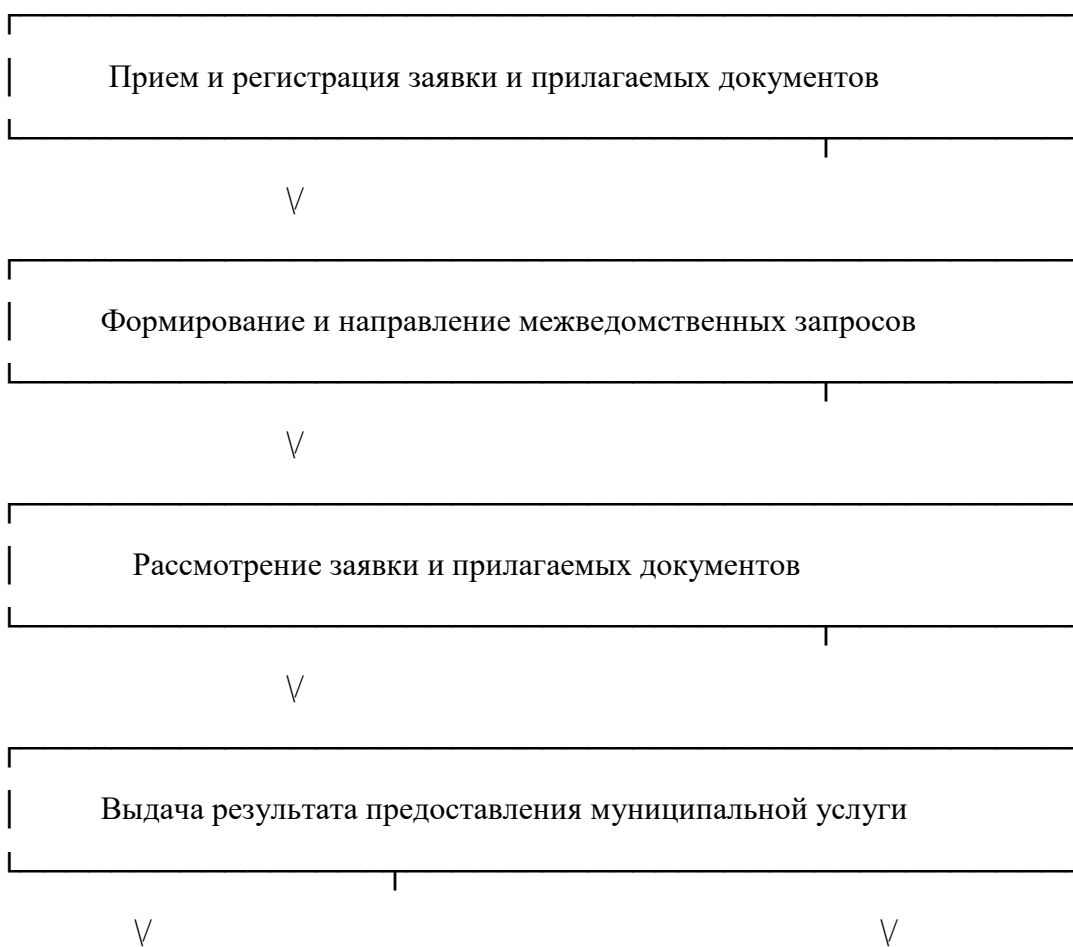 Прием и регистрация заявки и прилагаемых документов
\/
Формирование и направление межведомственных запросов
\/
Рассмотрение заявки и прилагаемых документов
\/
Выдача результата предоставления муниципальной услуги
\/ \/